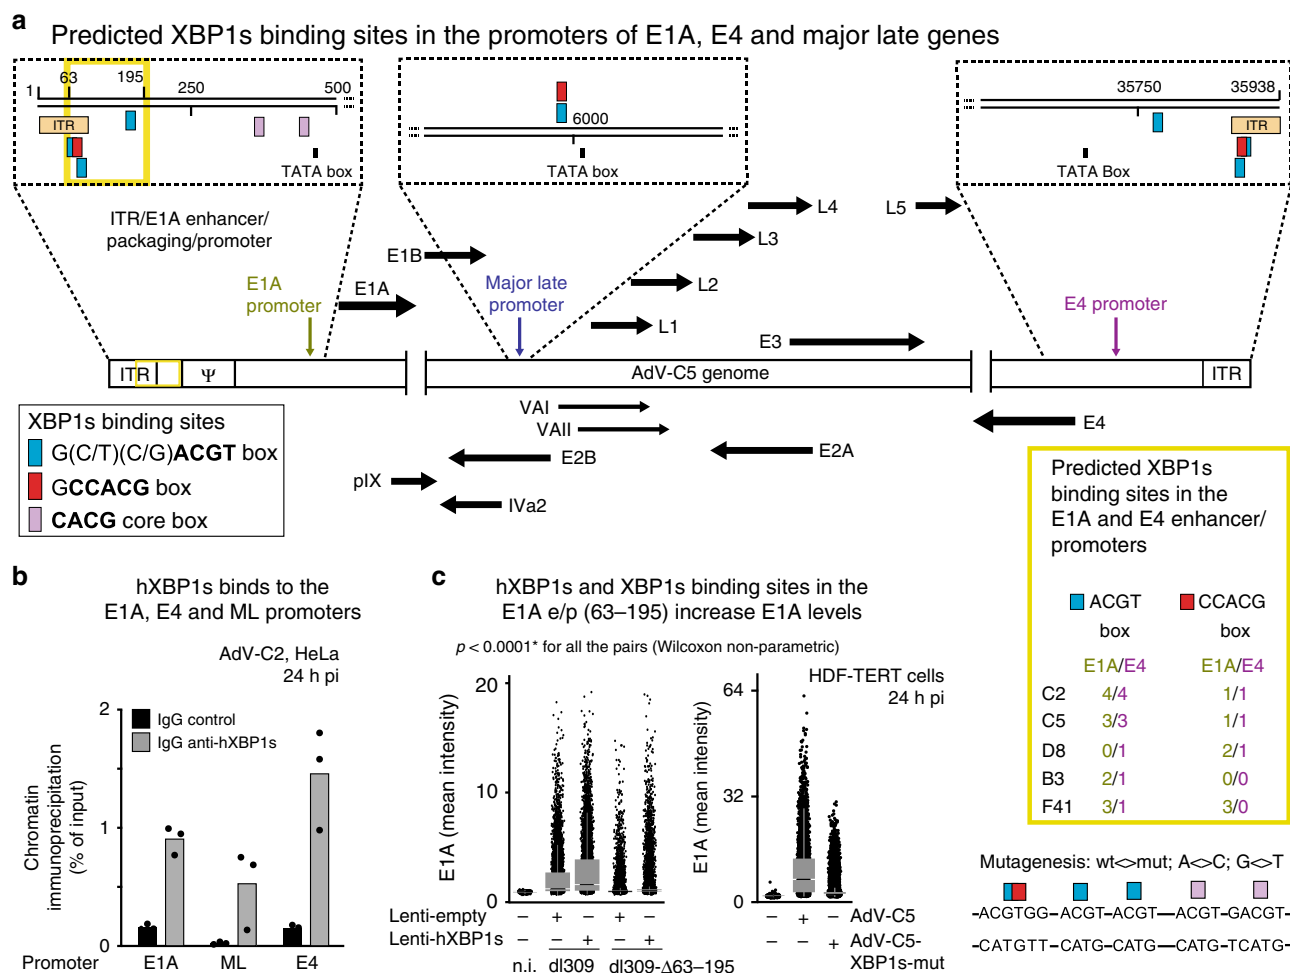 a
Predicted XBP1s binding sites in the promoters of E1A, E4 and major late genes
1
63
195
250
500
ITR
TATA box
6000
TATA box
35750
35938
ITR
TATA Box
ITR/E1A enhancer/
packaging/promoter
E1A
promoter
E1A
E1B
Major late
promoter
L1
L2
L3
L4
L5
E3
E4 promoter
ITR
Ψ
AdV-C5 genome
ITR
VAI
VAII
E2B
E2A
E4
pIX
IVa2
XBP1s binding sites
G(C/T)(C/G)ACGT box
GCCACG box
CACG core box
Predicted XBP1s
binding sites in the
E1A and E4 enhancer/
promoters
ACGT
box
CCACG
box
E1A/E4 E1A/E4
C2 4/4 1/1
C5 3/3 1/1
D8 0/1 2/1
B3 2/1 0/0
F41 3/1 3/0
b
hXBP1s binds to the
E1A, E4 and ML promoters
AdV-C2, HeLa
24 h pi
IgG control
IgG anti-hXBP1s
Chromatin
immunoprecipitation
(% of input)
2
1
0
Promoter E1A ML E4
c
hXBP1s and XBP1s binding sites in the
E1A e/p (63–195) increase E1A levels
p < 0.0001* for all the pairs (Wilcoxon non-parametric)
E1A (mean intensity)
20
10
0
Lenti-empty – + – + –
Lenti-hXBP1s – – + – +
n.i. dl309 dl309-Δ63–195
HDF-TERT cells
24 h pi
E1A (mean intensity)
64
32
0
– + – AdV-C5
– – + AdV-C5-
XBP1s-mut
Mutagenesis: wt<>mut; A<>C; G<>T
–ACGTGG–ACGT–ACGT—ACGT–GACGT–
–CATGTT–CATG–CATG—CATG–TCATG–